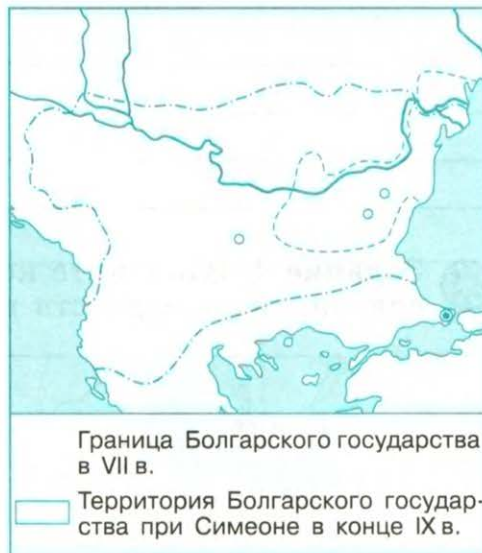 Граница Болгарского государства
в VII в.
Территория Болгарского государ-
ства при Симеоне в конце IX в.